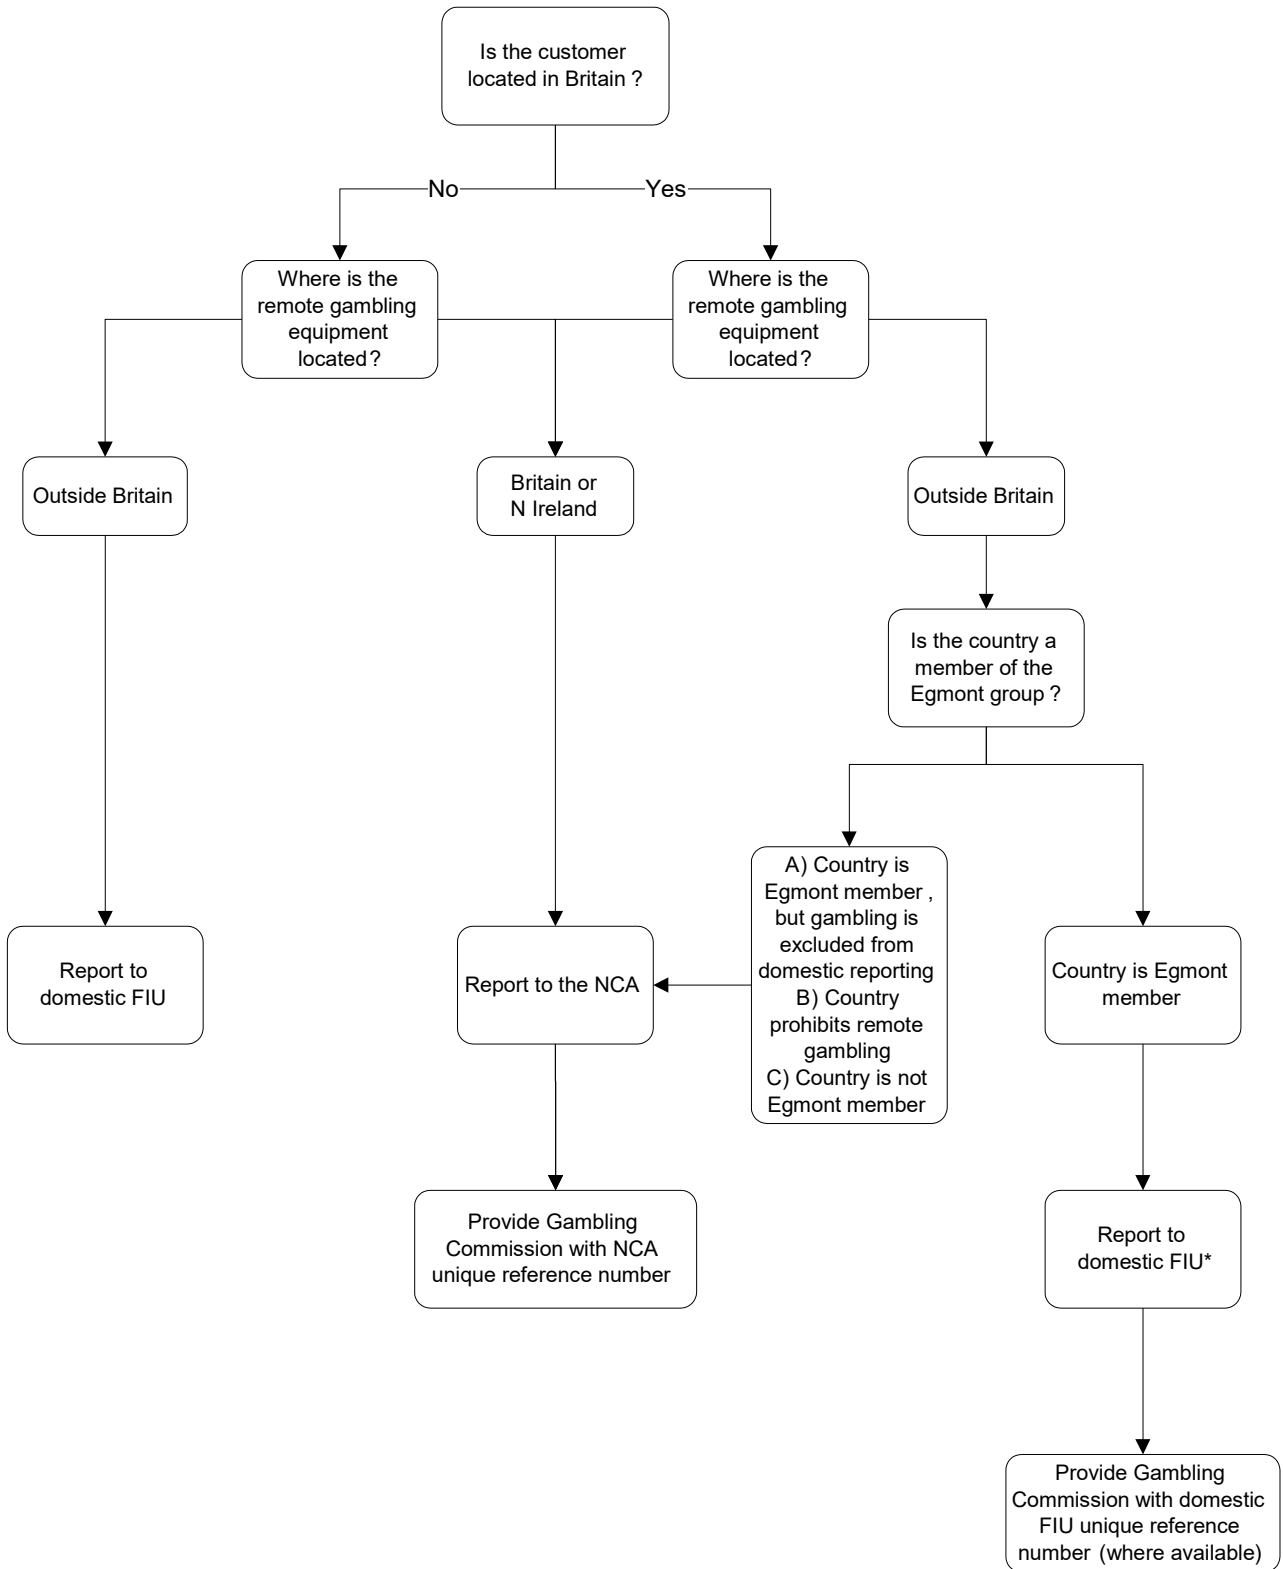 Is the customer
located in Britain ?
No
Yes
Where is the
remote gambling
equipment
located?
Where is the
remote gambling
equipment
located?
Outside Britain
Britain or
N Ireland
Outside Britain
Is the country a
member of the
Egmont group ?
A) Country is
Egmont member ,
but gambling is
excluded from
domestic reporting
B) Country
prohibits remote
gambling
C) Country is not
Egmont member
Report to
domestic FIU
Report to the NCA
Country is Egmont
member
Provide Gambling
Commission with NCA
unique reference number
Report to
domestic FIU*
Provide Gambling
Commission with domestic
FIU unique reference
number (where available)